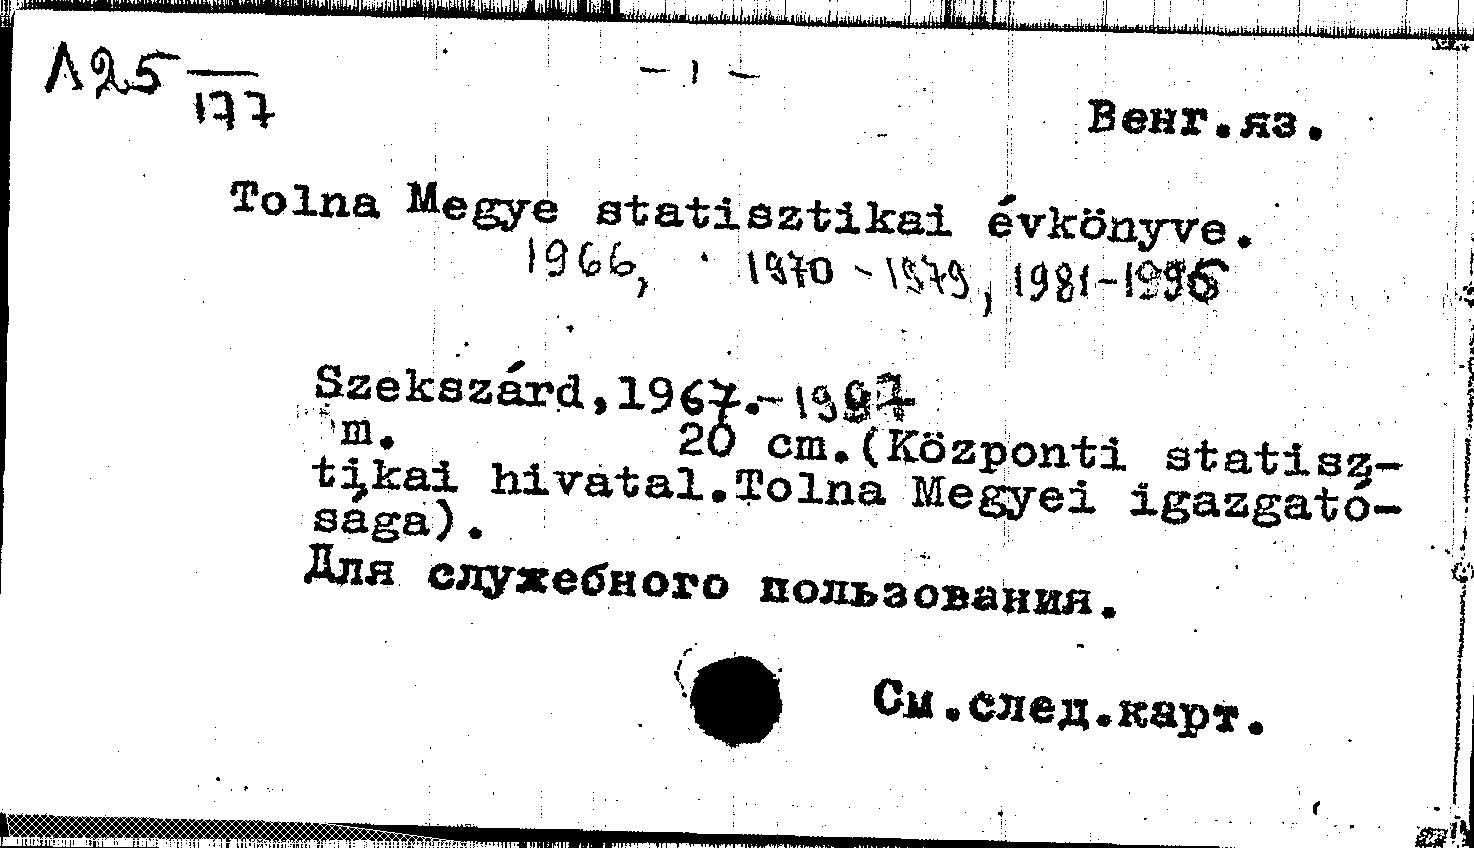 Л25 — 1 —
177
Венг.яз.
Tolna Megye statisztikai évkönyve.
1966, 1970 - 1979, 1981-1996
Szekszárd, 1967.-1997
m. 20 cm. (Központi statisz-
tikai hivatal. Tolna Megyei igazgató-
sága).
Для служебного пользования.
См.след.карт.